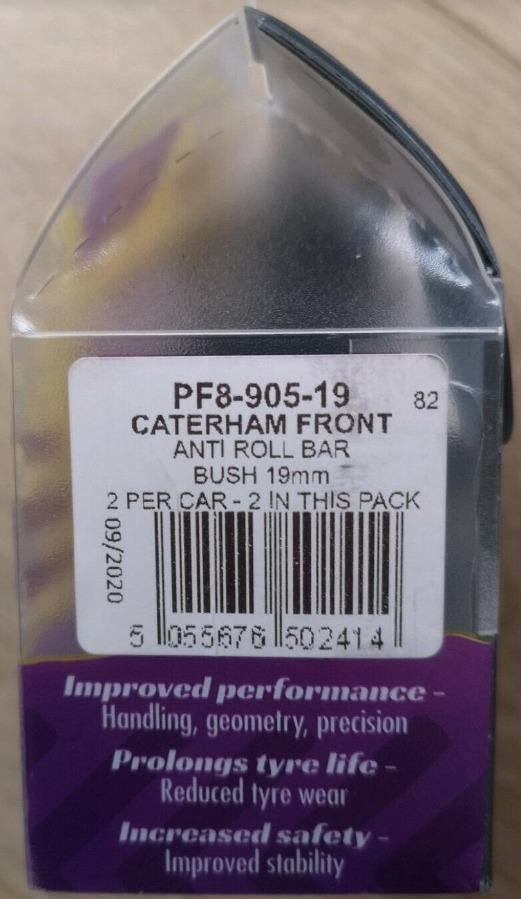 PF8-905-19
82
CATERHAM FRONT
ANTI ROLL BAR
BUSH 19mm
2 PER CAR - 2 IN THIS PACK
09/2020
5 055676 502414
Improved performance -
Handling, geometry, precision
Prolongs tyre life -
Reduced tyre wear
Increased safety -
Improved stability